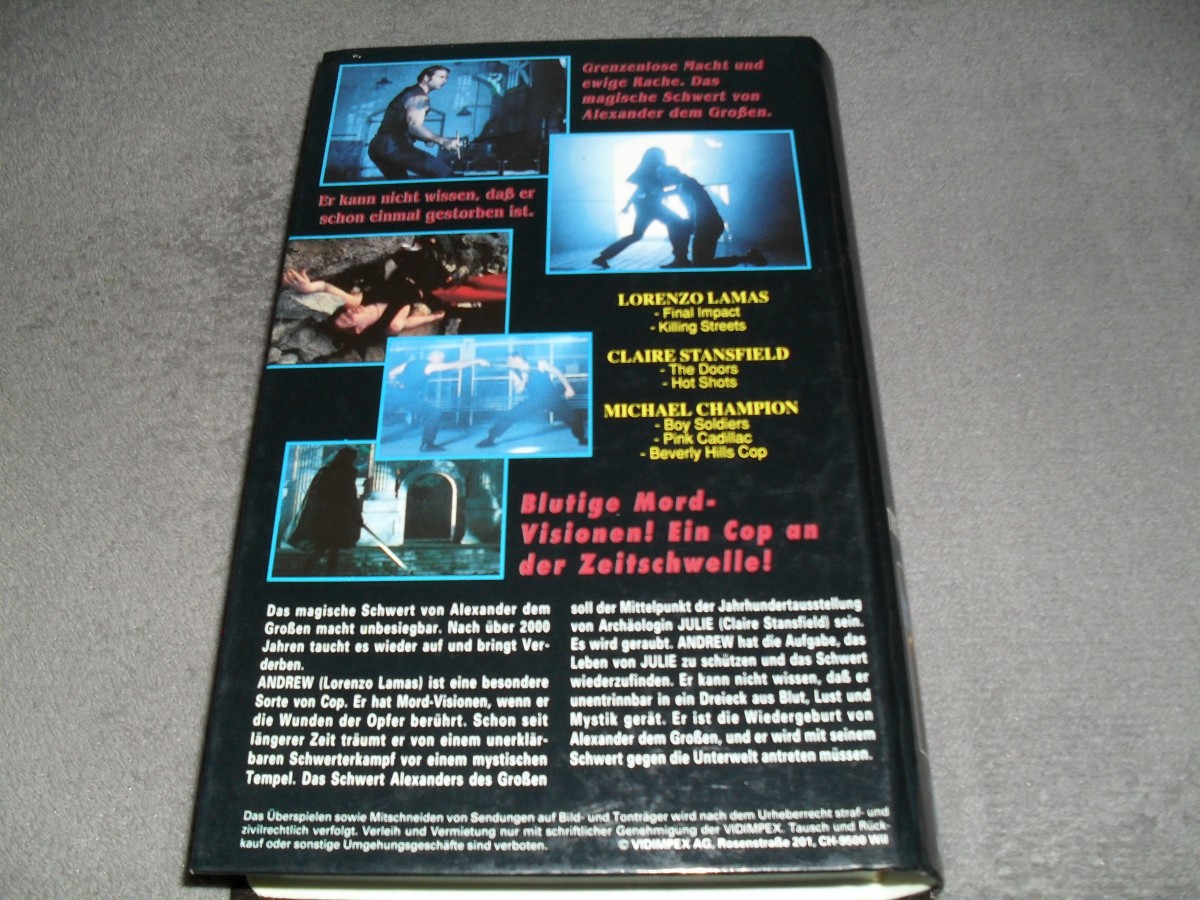 Grenzenlose Macht und
ewige Rache. Das
magische Schwert von
Alexander dem Großen.
Er kann nicht wissen, daß er
schon einmal gestorben ist.
LORENZO LAMAS
- Final Impact
- Killing Streets
CLAIRE STANSFIELD
- The Doors
- Hot Shots
MICHAEL CHAMPION
- Boy Soldiers
- Pink Cadillac
- Beverly Hills Cop
Blutige Mord-
Visionen! Ein Cop an
der Zeitschwelle!
Das magische Schwert von Alexander dem
Großen macht unbesiegbar. Nach über 2000
Jahren taucht es wieder auf und bringt Ver-
derben.
ANDREW (Lorenzo Lamas) ist eine besondere
Sorte von Cop. Er hat Mord-Visionen, wenn er
die Wunden der Opfer berührt. Schon seit
längerer Zeit träumt er von einem unerklär-
baren Schwerterkampf vor einem mystischen
Tempel. Das Schwert Alexanders des Großen
soll der Mittelpunkt der Jahrhundertausstellung
von Archäologin JULIE (Claire Stansfield) sein.
Es wird geraubt. ANDREW hat die Aufgabe, das
Leben von JULIE zu schützen und das Schwert
wiederzufinden. Er kann nicht wissen, daß er
unentrinnbar in ein Dreieck aus Blut, Lust und
Mystik gerät. Er ist die Wiedergeburt von
Alexander dem Großen, und er wird mit seinem
Schwert gegen die Unterwelt antreten müssen.
Das Überspielen sowie Mitschneiden von Sendungen auf Bild- und Tonträger wird nach dem Urheberrecht straf- und
zivilrechtlich verfolgt. Verleih und Vermietung nur mit schriftlicher Genehmigung der VIDIMPEX. Tausch und Rück-
kauf oder sonstige Umgehungsgeschäfte sind verboten.
© VIDIMPEX AG, Rosenstraße 201, CH-9500 Wil